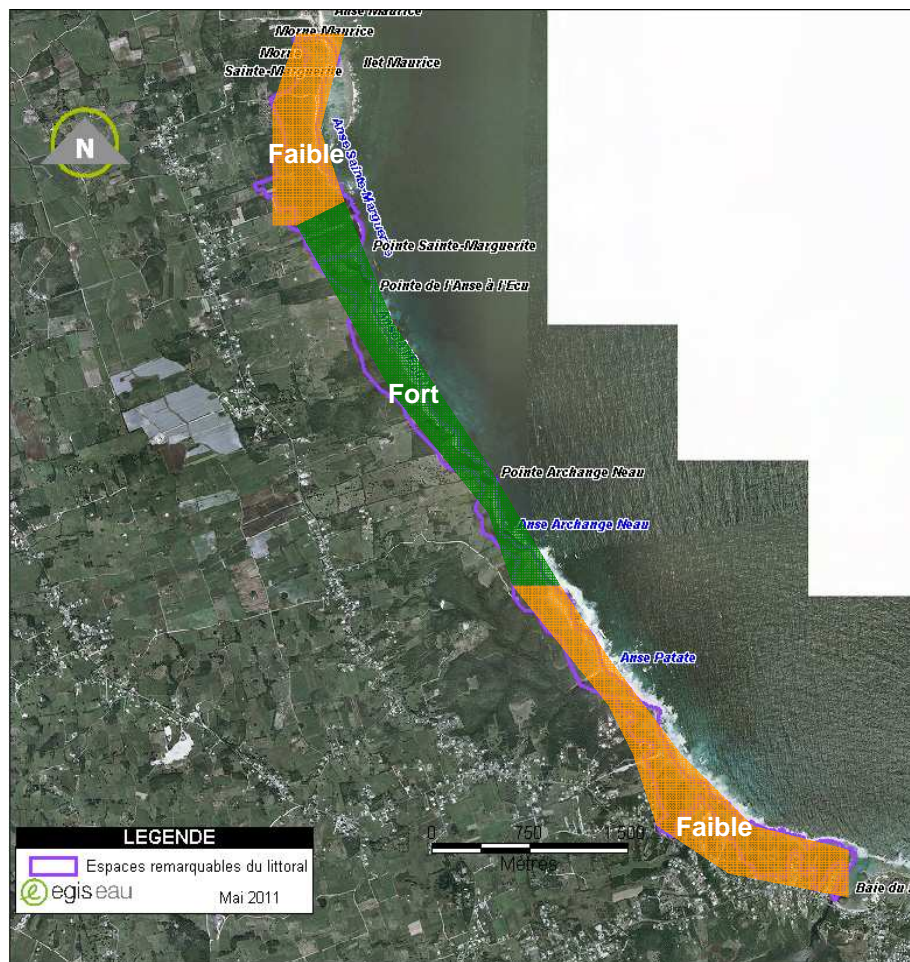 Anse Maurice
Morne Maurice
Morne
Sainte-Marguerite
Ilet Maurice
N
Faible
Anse Sainte-Marguerite
Pointe Sainte-Marguerite
Pointe de l'Anse à l'Ecu
Fort
Pointe Archange Neau
Anse Archange Neau
Anse Patate
Faible
Baie du
0 750 1 500
Mètres
LEGENDE
Espaces remarquables du littoral
egis eau
Mai 2011